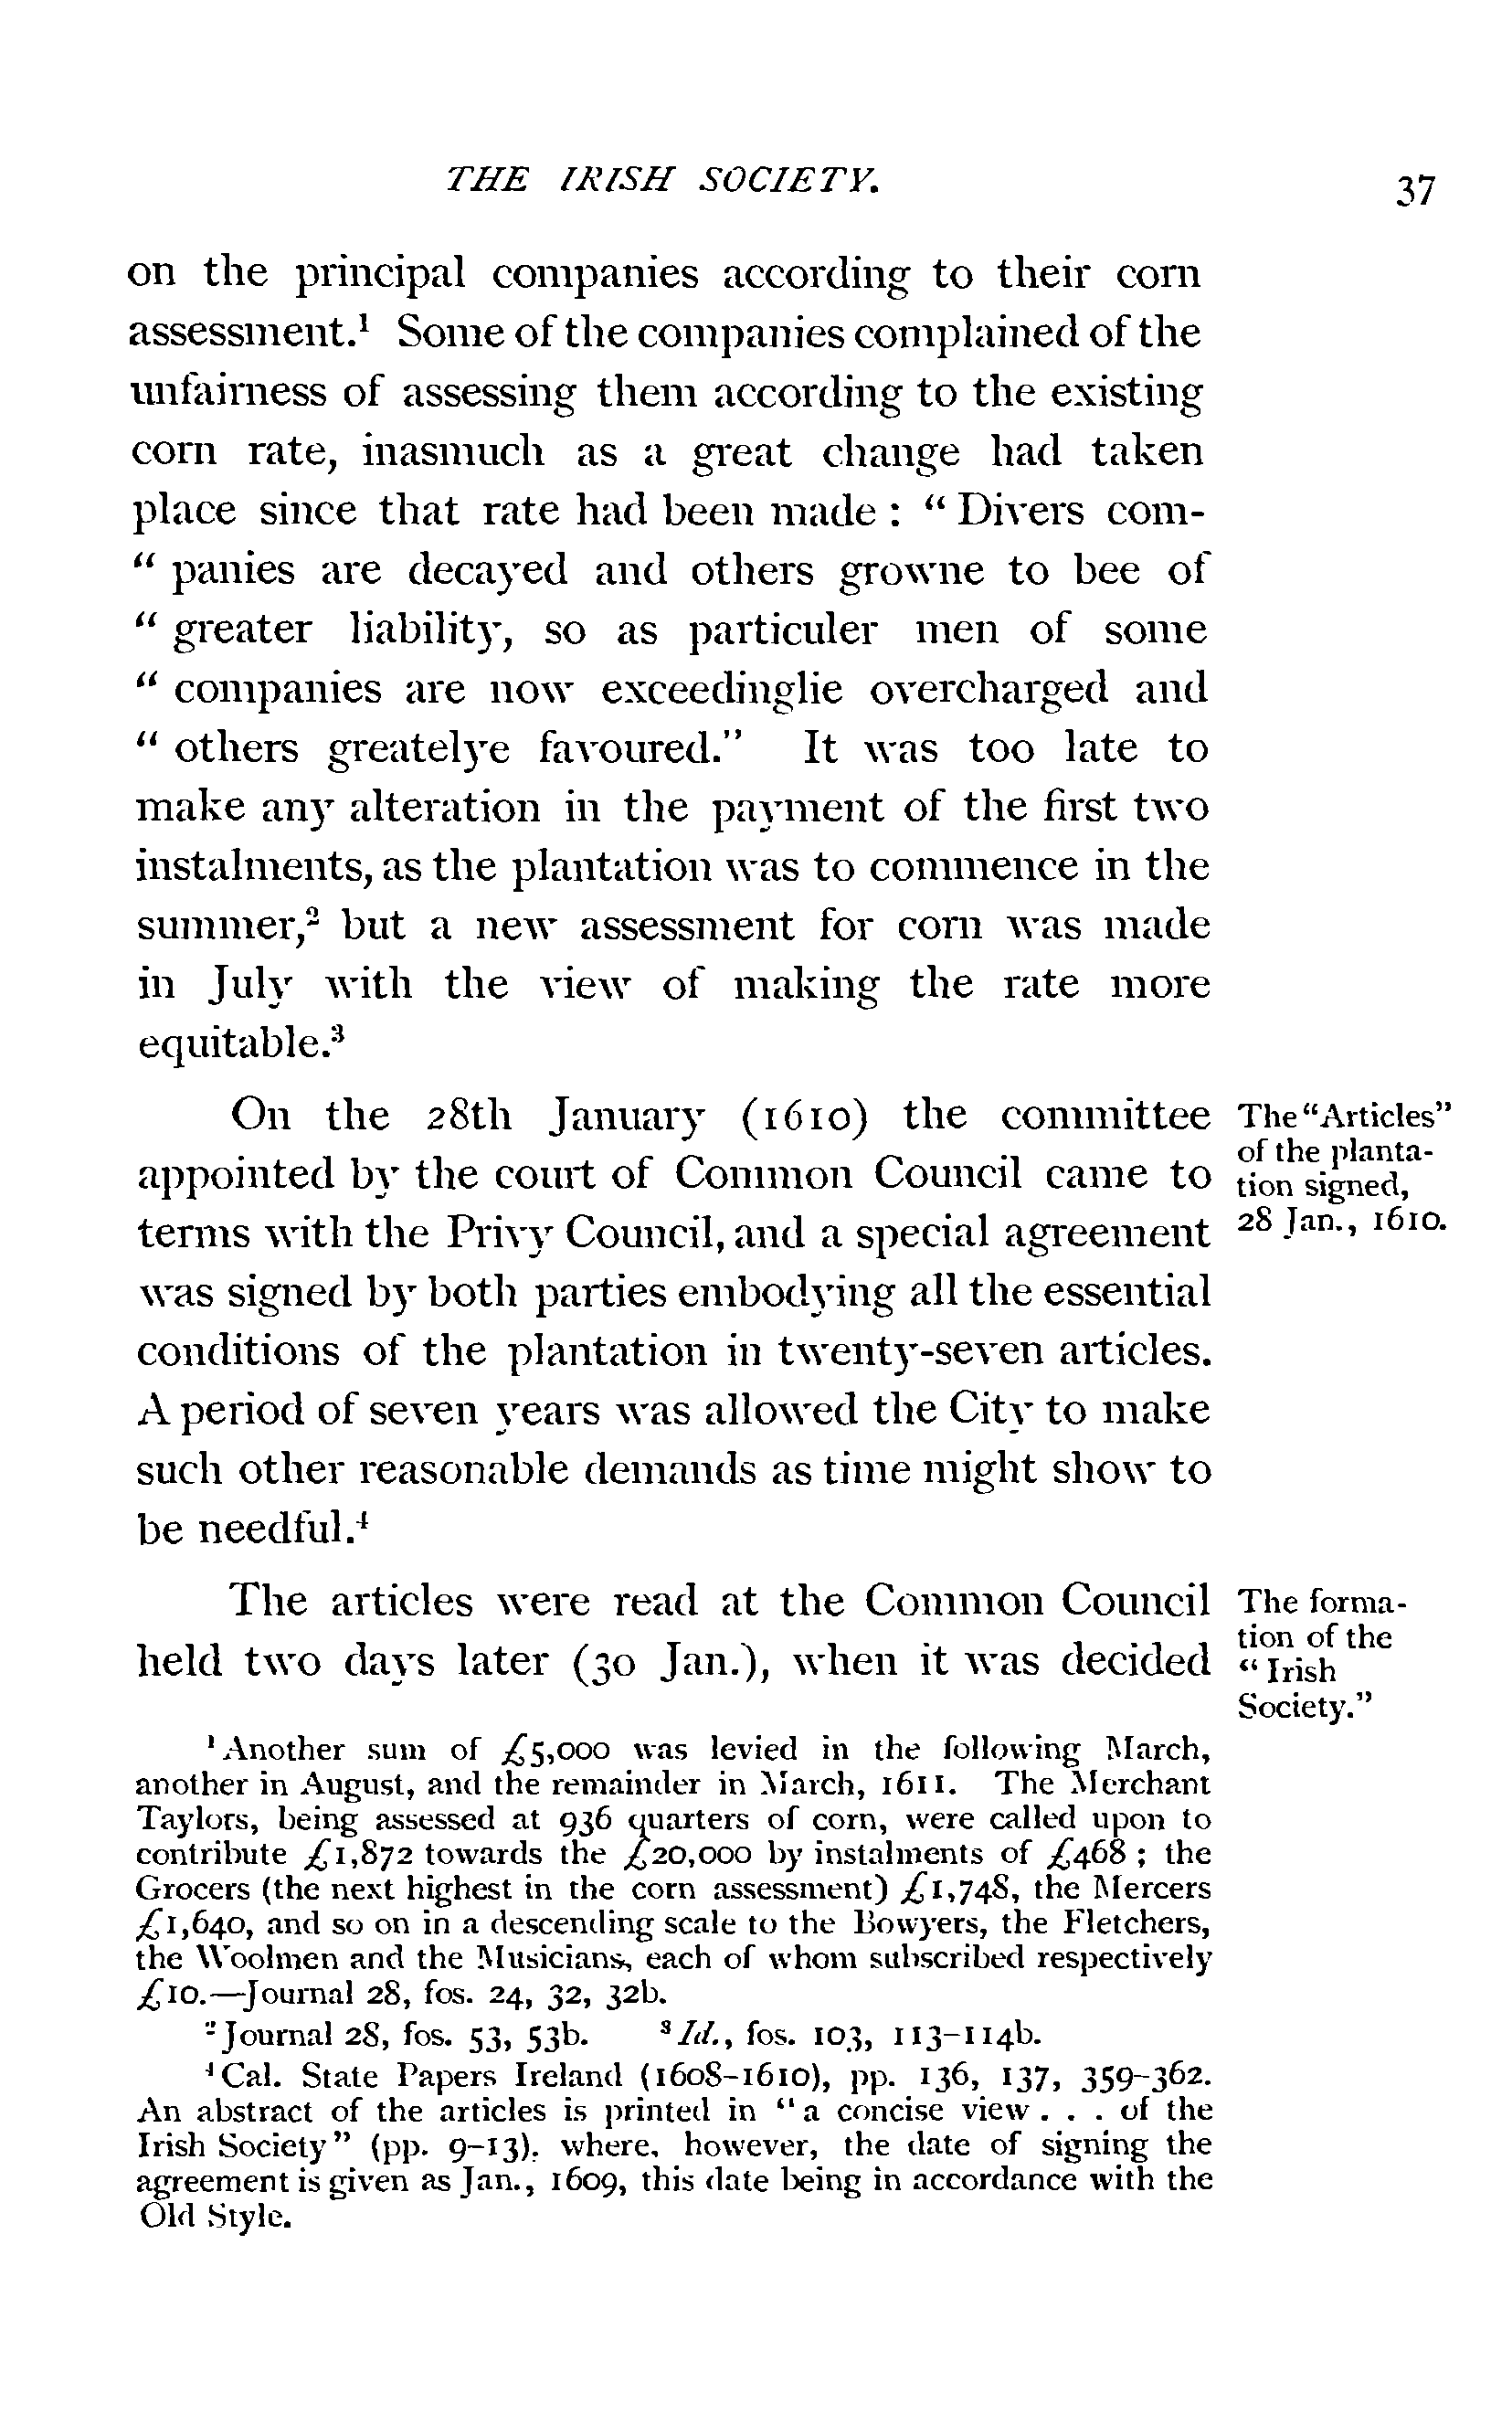 THE IRISH SOCIETY.
37
on the principal companies according to their corn
assessment.¹ Some of the companies complained of the
unfairness of assessing them according to the existing
corn rate, inasmuch as a great change had taken
place since that rate had been made : “ Divers com-
“ panies are decayed and others growne to bee of
“ greater liability, so as particuler men of some
“ companies are now exceedinglie overcharged and
“ others greatelye favoured.” It was too late to
make any alteration in the payment of the first two
instalments, as the plantation was to commence in the
summer,² but a new assessment for corn was made
in July with the view of making the rate more
equitable.³
On the 28th January (1610) the committee
appointed by the court of Common Council came to
terms with the Privy Council, and a special agreement
was signed by both parties embodying all the essential
conditions of the plantation in twenty-seven articles.
A period of seven years was allowed the City to make
such other reasonable demands as time might show to
be needful.⁴
The “Articles”
of the planta-
tion signed,
28 Jan., 1610.
The articles were read at the Common Council
held two days later (30 Jan.), when it was decided
The forma-
tion of the
“ Irish
Society.”
¹ Another sum of £5,000 was levied in the following March,
another in August, and the remainder in March, 1611. The Merchant
Taylors, being assessed at 936 quarters of corn, were called upon to
contribute £1,872 towards the £20,000 by instalments of £468 ; the
Grocers (the next highest in the corn assessment) £1,748, the Mercers
£1,640, and so on in a descending scale to the Bowyers, the Fletchers,
the Woolmen and the Musicians, each of whom subscribed respectively
£10.—Journal 28, fos. 24, 32, 32b.
² Journal 28, fos. 53, 53b. ³ Id., fos. 103, 113–114b.
⁴ Cal. State Papers Ireland (1608–1610), pp. 136, 137, 359–362.
An abstract of the articles is printed in “a concise view . . . of the
Irish Society” (pp. 9–13), where, however, the date of signing the
agreement is given as Jan., 1609, this date being in accordance with the
Old Style.